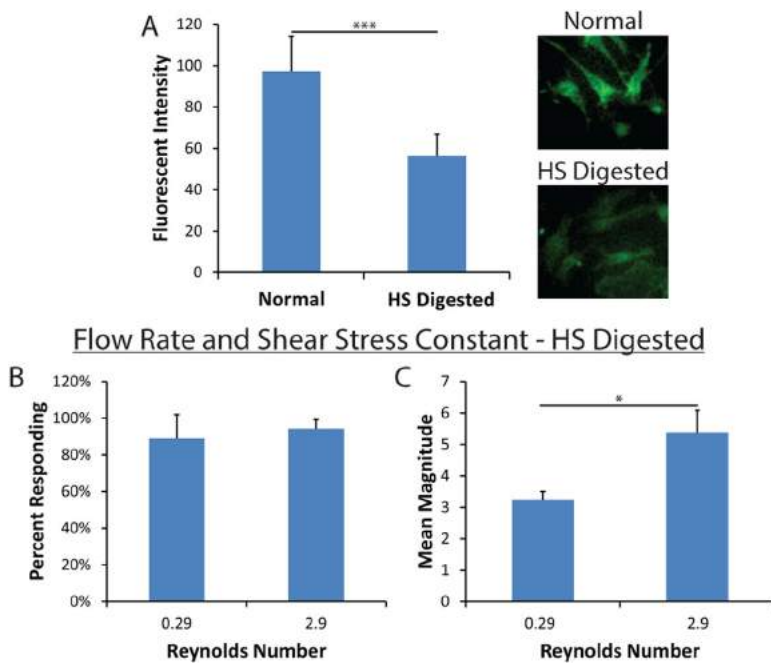 A
120
100
80
60
40
20
0
Fluorescent Intensity
***
Normal
HS Digested
Normal
HS Digested
Flow Rate and Shear Stress Constant - HS Digested
B
120%
100%
80%
60%
40%
20%
0%
Percent Responding
0.29
2.9
Reynolds Number
C
7
6
5
4
3
2
1
0
Mean Magnitude
*
0.29
2.9
Reynolds Number